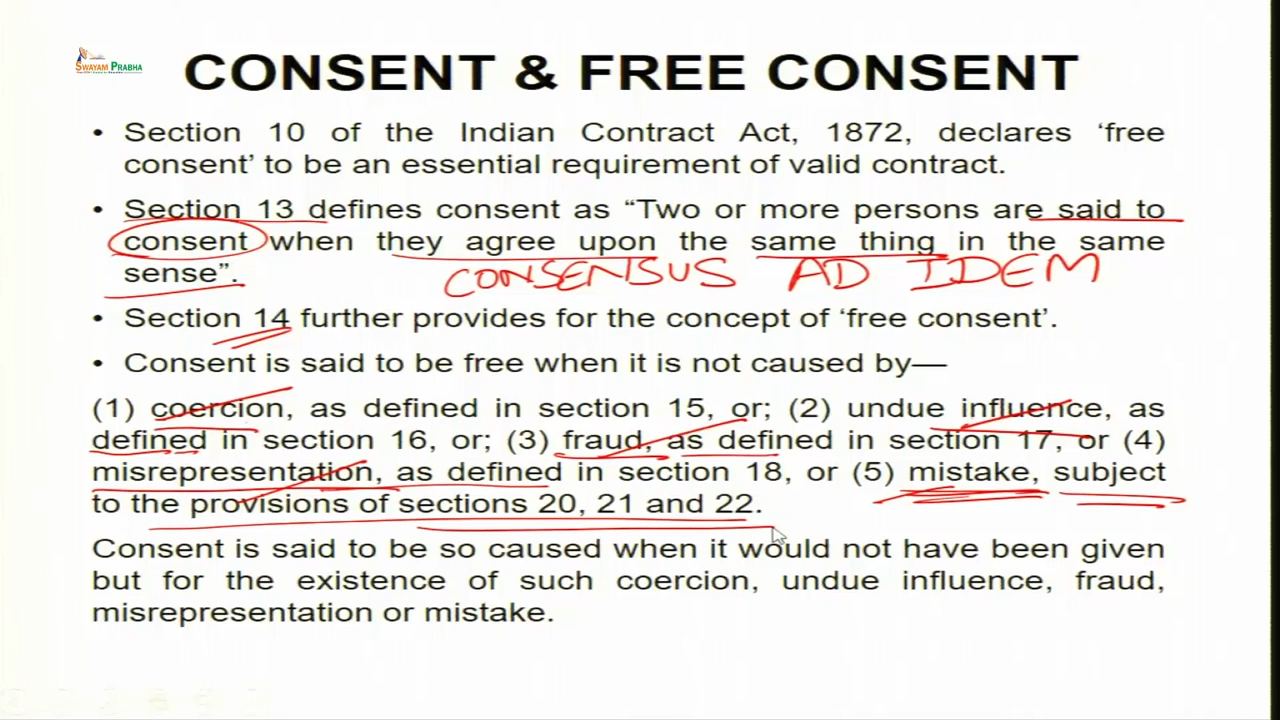 SWAYAM PRABHA
CONSENT & FREE CONSENT
• Section 10 of the Indian Contract Act, 1872, declares ‘free
consent’ to be an essential requirement of valid contract.
• Section 13 defines consent as “Two or more persons are said to
consent when they agree upon the same thing in the same
sense”.
CONSENSUS AD IDEM
• Section 14 further provides for the concept of ‘free consent’.
• Consent is said to be free when it is not caused by—
(1) coercion, as defined in section 15, or; (2) undue influence, as
defined in section 16, or; (3) fraud, as defined in section 17, or (4)
misrepresentation, as defined in section 18, or (5) mistake, subject
to the provisions of sections 20, 21 and 22.
Consent is said to be so caused when it would not have been given
but for the existence of such coercion, undue influence, fraud,
misrepresentation or mistake.